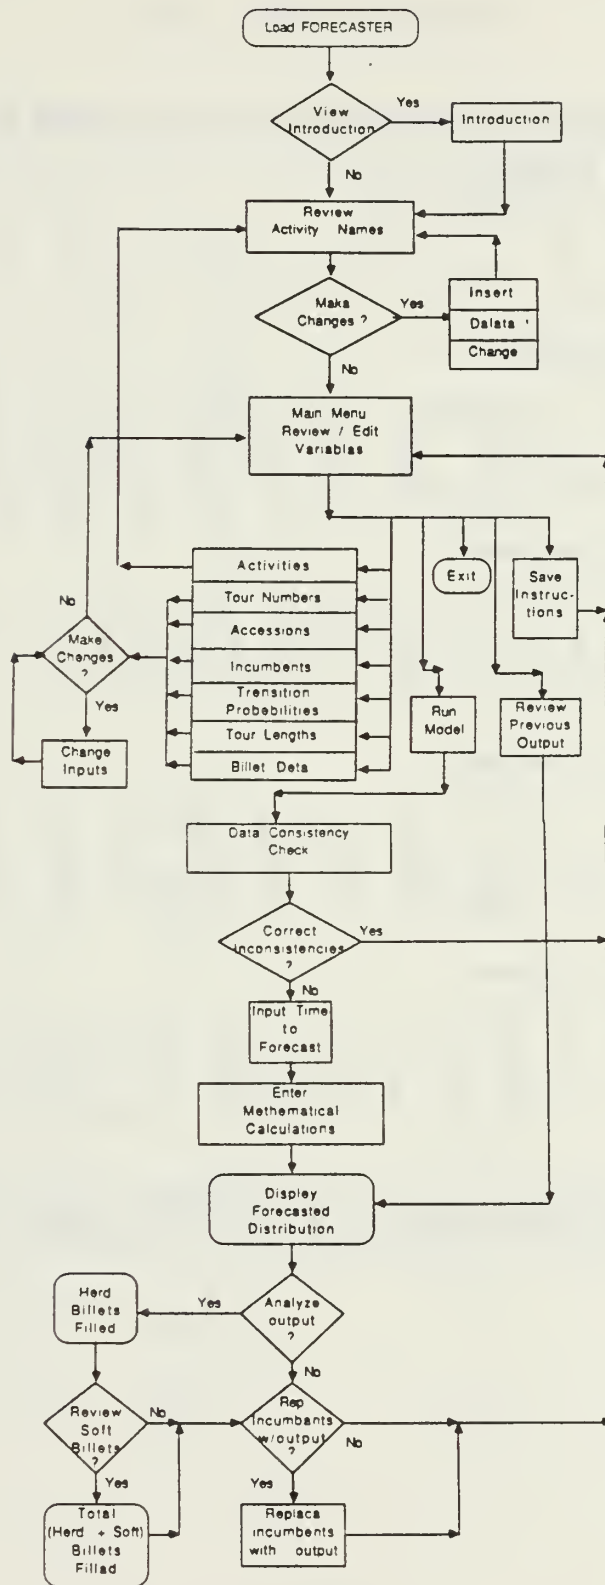 Load FORECASTER
View
Introduction
Yes
Introduction
No
Review
Activity Names
Make
Changes ?
Yes
Insert
Dalata
Change
No
Main Menu
Review / Edit
Variablas
Activities
Tour Numbers
Accessions
Incumbents
Transition
Probebilities
Tour Lengths
Billet Deta
Exit
Save
Instruc-
tions
Run
Model
Review
Previous
Output
No
Make
Chenges
?
Yes
Change
Inputs
Data Consistency
Check
Correct
Inconsistencies
?
Yes
No
Input Time
to
Forecast
Enter
Methematical
Calculations
Display
Forecasted
Distribution
Analyze
output
?
Yes
Herd
Billets
Filled
No
Review
Soft
Billets
?
No
Yes
Total
(Herd + Soft)
Billets
Fillad
Rep
Incumbants
w/output
?
No
Yes
Replaca
incumbents
with output